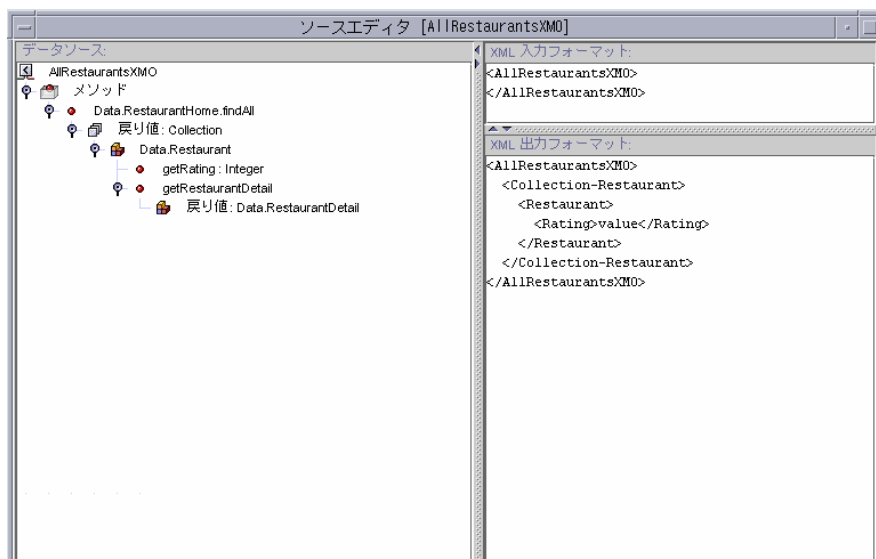 ソースエディタ [AllRestaurantsXMO]
データソース:
AllRestaurantsXMO
メソッド
Data.RestaurantHome.findAll
戻り値: Collection
Data.Restaurant
getRating : Integer
getRestaurantDetail
戻り値: Data.RestaurantDetail
XML 入力フォーマット:
<AllRestaurantsXMO>
</AllRestaurantsXMO>
XML 出力フォーマット:
<AllRestaurantsXMO>
<Collection-Restaurant>
<Restaurant>
<Rating>value</Rating>
</Restaurant>
</Collection-Restaurant>
</AllRestaurantsXMO>